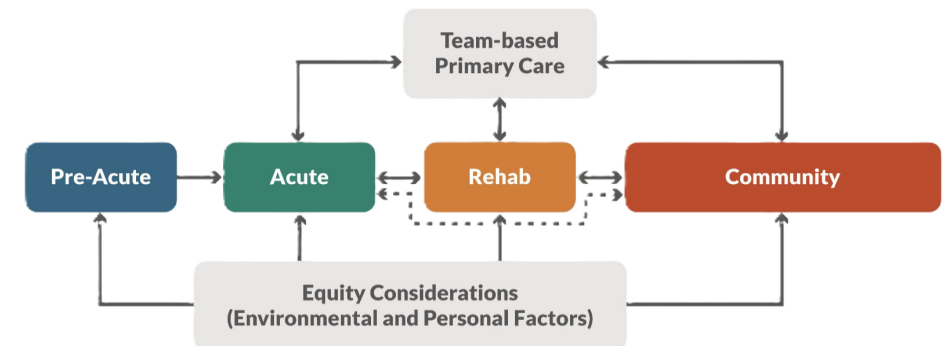 Team-based
Primary Care
Pre-Acute
Acute
Rehab
Community
Equity Considerations
(Environmental and Personal Factors)